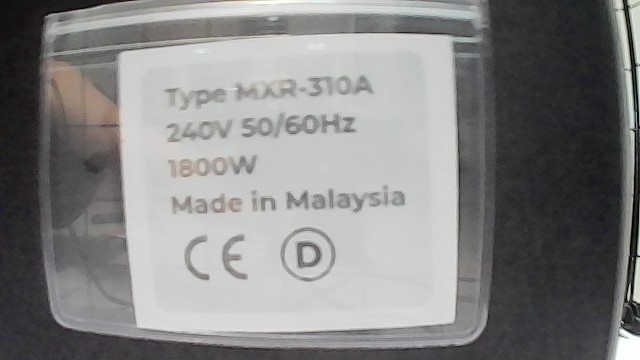 Type MXR-310A
240V 50/60Hz
1800W
Made in Malaysia
CE D